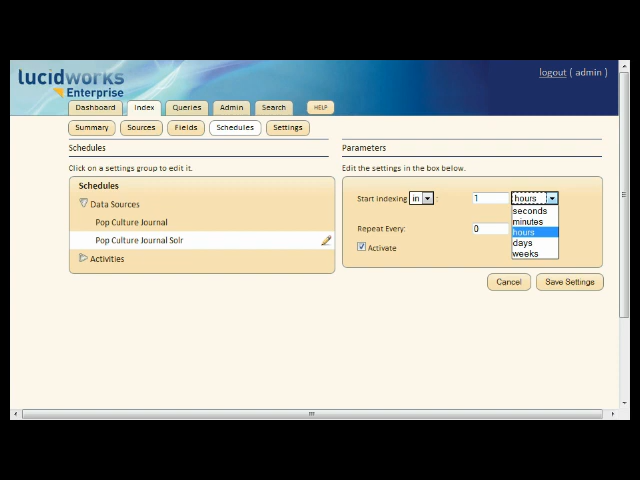 lucidworks
Enterprise
logout ( admin )
Dashboard Index Queries Admin Search HELP
Summary Sources Fields Schedules Settings
Schedules
Click on a settings group to edit it.
Schedules
Data Sources
Pop Culture Journal
Pop Culture Journal Solr
Activities
Parameters
Edit the settings in the box below.
Start indexing in : 1 hours
seconds
minutes
hours
days
weeks
Repeat Every: 0
Activate
Cancel Save Settings